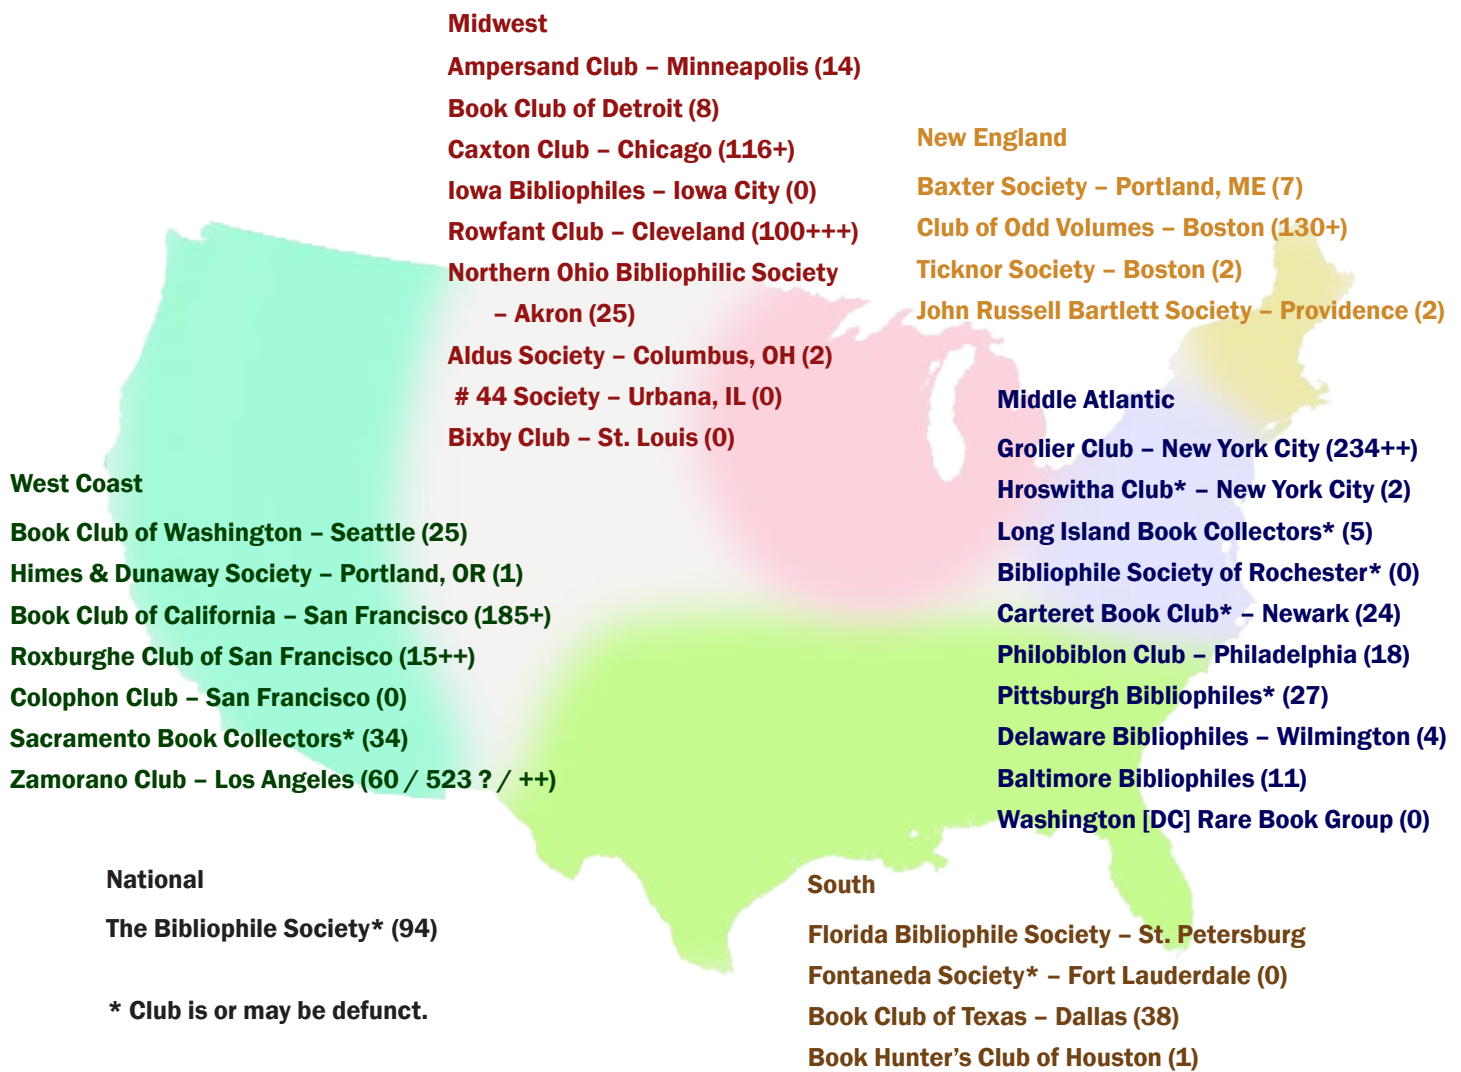 Midwest
Ampersand Club – Minneapolis (14)
Book Club of Detroit (8)
Caxton Club – Chicago (116+)
Iowa Bibliophiles – Iowa City (0)
Rowfant Club – Cleveland (100+++)
Northern Ohio Bibliophilic Society
– Akron (25)
Aldus Society – Columbus, OH (2)
# 44 Society – Urbana, IL (0)
Bixby Club – St. Louis (0)
New England
Baxter Society – Portland, ME (7)
Club of Odd Volumes – Boston (130+)
Ticknor Society – Boston (2)
John Russell Bartlett Society – Providence (2)
Middle Atlantic
Grolier Club – New York City (234++)
Hroswitha Club* – New York City (2)
Long Island Book Collectors* (5)
Bibliophile Society of Rochester* (0)
Carteret Book Club* – Newark (24)
Philobiblon Club – Philadelphia (18)
Pittsburgh Bibliophiles* (27)
Delaware Bibliophiles – Wilmington (4)
Baltimore Bibliophiles (11)
Washington [DC] Rare Book Group (0)
West Coast
Book Club of Washington – Seattle (25)
Himes & Dunaway Society – Portland, OR (1)
Book Club of California – San Francisco (185+)
Roxburghe Club of San Francisco (15++)
Colophon Club – San Francisco (0)
Sacramento Book Collectors* (34)
Zamorano Club – Los Angeles (60 / 523 ? / ++)
National
The Bibliophile Society* (94)
* Club is or may be defunct.
South
Florida Bibliophile Society – St. Petersburg
Fontaneda Society* – Fort Lauderdale (0)
Book Club of Texas – Dallas (38)
Book Hunter's Club of Houston (1)